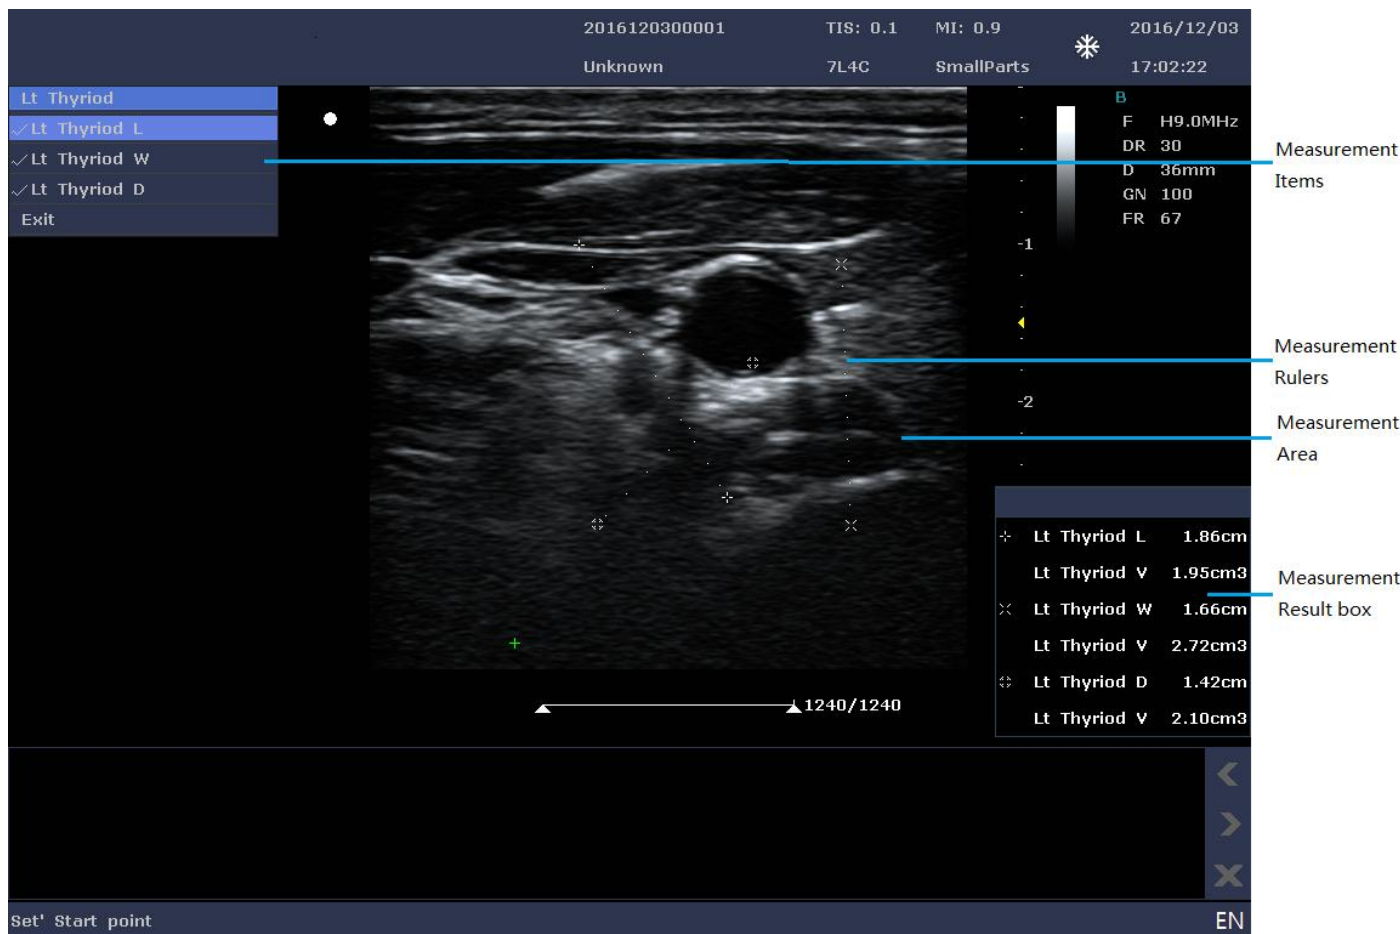 2016120300001 TIS: 0.1 MI: 0.9 2016/12/03
Unknown 7L4C SmallParts 17:02:22
Lt Thyriod
Lt Thyriod L
Lt Thyriod W
Lt Thyriod D
Exit
B
F H9.0MHz
DR 30
D 36mm
GN 100
FR 67
-1
-2
Measurement
Items
Measurement
Rulers
Measurement
Area
Lt Thyriod L 1.86cm
Lt Thyriod V 1.95cm3
Lt Thyriod W 1.66cm
Lt Thyriod V 2.72cm3
Lt Thyriod D 1.42cm
Lt Thyriod V 2.10cm3
Measurement
Result box
1240/1240
Set' Start point
EN